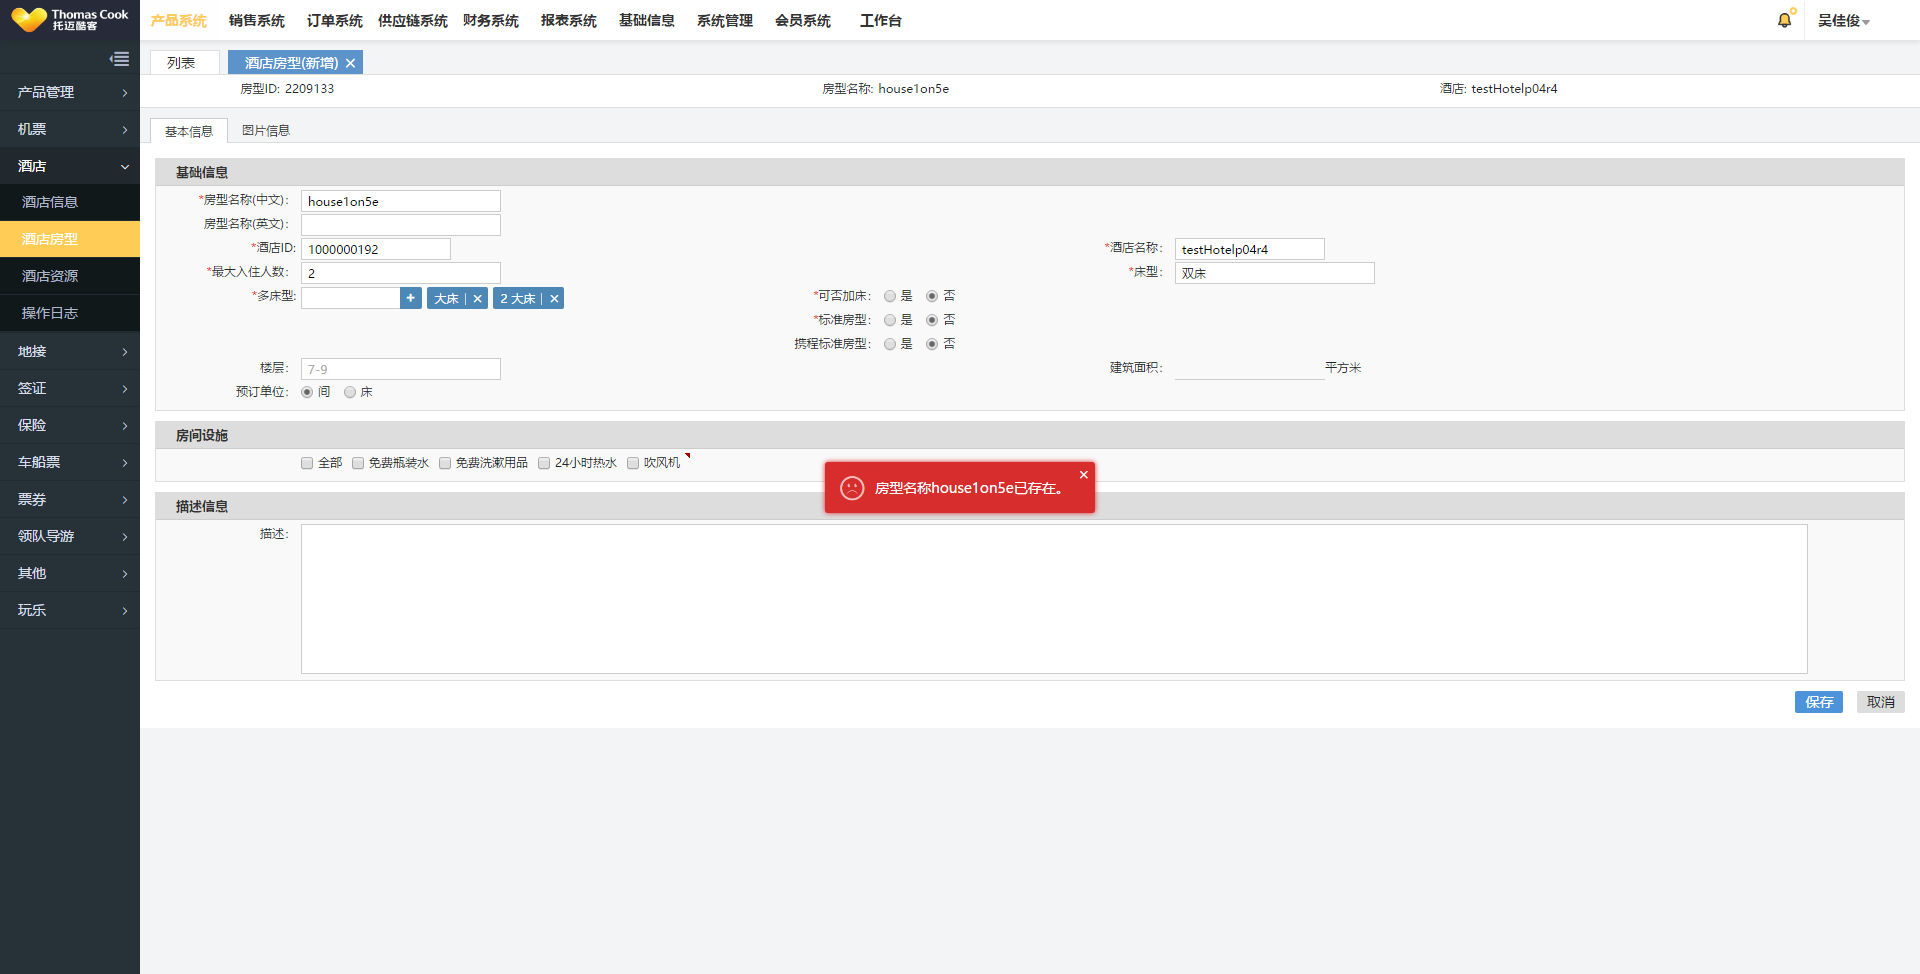 Thomas Cook
托迈酷客
产品系统 销售系统 订单系统 供应链系统 财务系统 报表系统 基础信息 系统管理 会员系统 工作台
吴佳俊
产品管理
机票
酒店
酒店信息
酒店房型
酒店资源
操作日志
地接
签证
保险
车船票
票券
领队导游
其他
玩乐
列表 酒店房型(新增) ×
房型ID: 2209133 房型名称: house1on5e 酒店: testHotelp04r4
基本信息 图片信息
基础信息
*房型名称(中文): house1on5e
房型名称(英文):
*酒店ID: 1000000192 *酒店名称: testHotelp04r4
*最大入住人数: 2 *床型: 双床
*多床型: + 大床 | × 2 大床 | × *可否加床: 是 否
*标准房型: 是 否
携程标准房型: 是 否
楼层: 7-9 建筑面积: 平方米
预订单位: 间 床
房间设施
全部 免费瓶装水 免费洗漱用品 24小时热水 吹风机
房型名称house1on5e已存在。 ×
描述信息
描述:
保存 取消